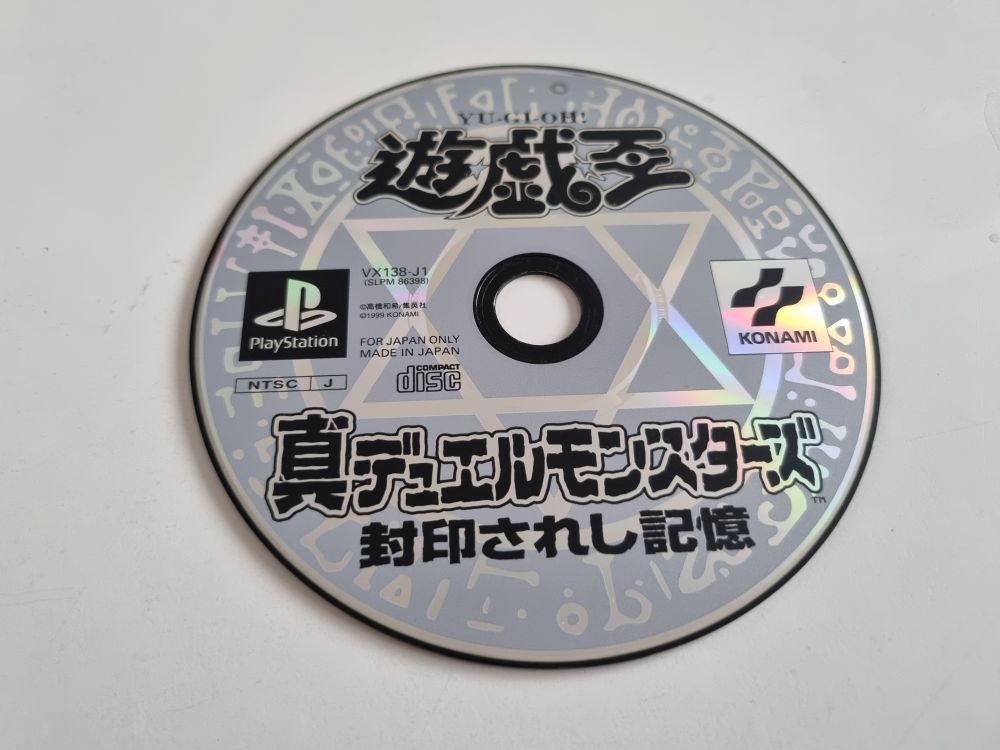 YU-GI-OH!
遊戯王
VX138-J1
(SLPM 86398)
©高橋和希/集英社
©1999 KONAMI
FOR JAPAN ONLY
MADE IN JAPAN
PlayStation
NTSC J
COMPACT
disc
KONAMI
真デュエルモンスターズ
TM
封印されし記憶